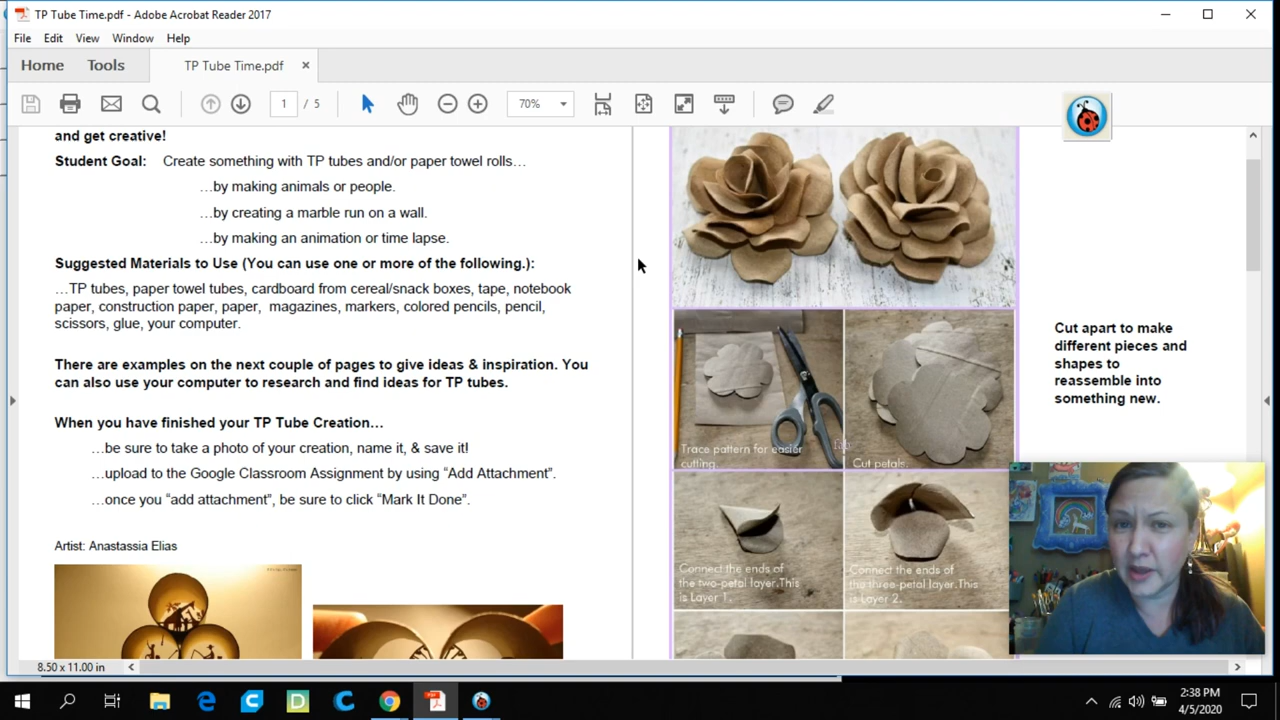 TP Tube Time.pdf - Adobe Acrobat Reader 2017
File Edit View Window Help
Home Tools TP Tube Time.pdf ×
1 / 5 70%
and get creative!
Student Goal: Create something with TP tubes and/or paper towel rolls…
…by making animals or people.
…by creating a marble run on a wall.
…by making an animation or time lapse.
Suggested Materials to Use (You can use one or more of the following.):
…TP tubes, paper towel tubes, cardboard from cereal/snack boxes, tape, notebook
paper, construction paper, paper, magazines, markers, colored pencils, pencil,
scissors, glue, your computer.
There are examples on the next couple of pages to give ideas & inspiration. You
can also use your computer to research and find ideas for TP tubes.
When you have finished your TP Tube Creation…
…be sure to take a photo of your creation, name it, & save it!
…upload to the Google Classroom Assignment by using “Add Attachment”.
…once you “add attachment”, be sure to click “Mark It Done”.
Artist: Anastassia Elias
Trace pattern for easier
cutting.
Cut petals.
Connect the ends of
the two-petal layer.This
is Layer 1.
Connect the ends of
the three-petal layer.This
is Layer 2.
Cut apart to make
different pieces and
shapes to
reassemble into
something new.
8.50 x 11.00 in
2:38 PM
4/5/2020